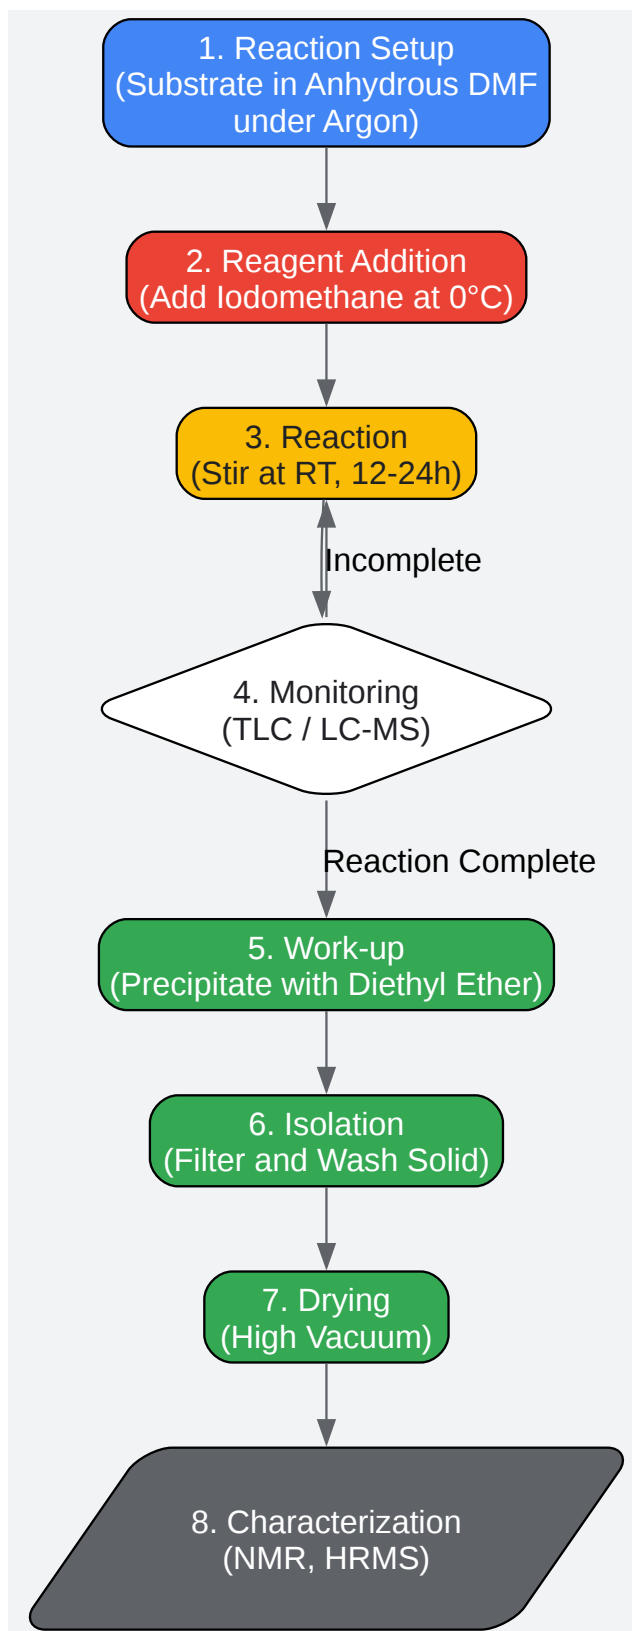 1. Reaction Setup
(Substrate in Anhydrous DMF
under Argon)
2. Reagent Addition
(Add Iodomethane at 0°C)
3. Reaction
(Stir at RT, 12-24h)
Incomplete
4. Monitoring
(TLC / LC-MS)
Reaction Complete
5. Work-up
(Precipitate with Diethyl Ether)
6. Isolation
(Filter and Wash Solid)
7. Drying
(High Vacuum)
8. Characterization
(NMR, HRMS)